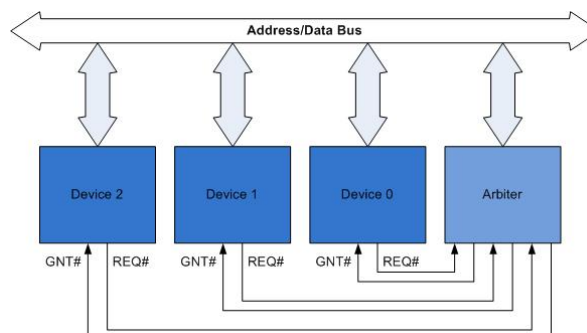 Address/Data Bus
Device 2
Device 1
Device 0
Arbiter
GNT# REQ# GNT# REQ# GNT# REQ#